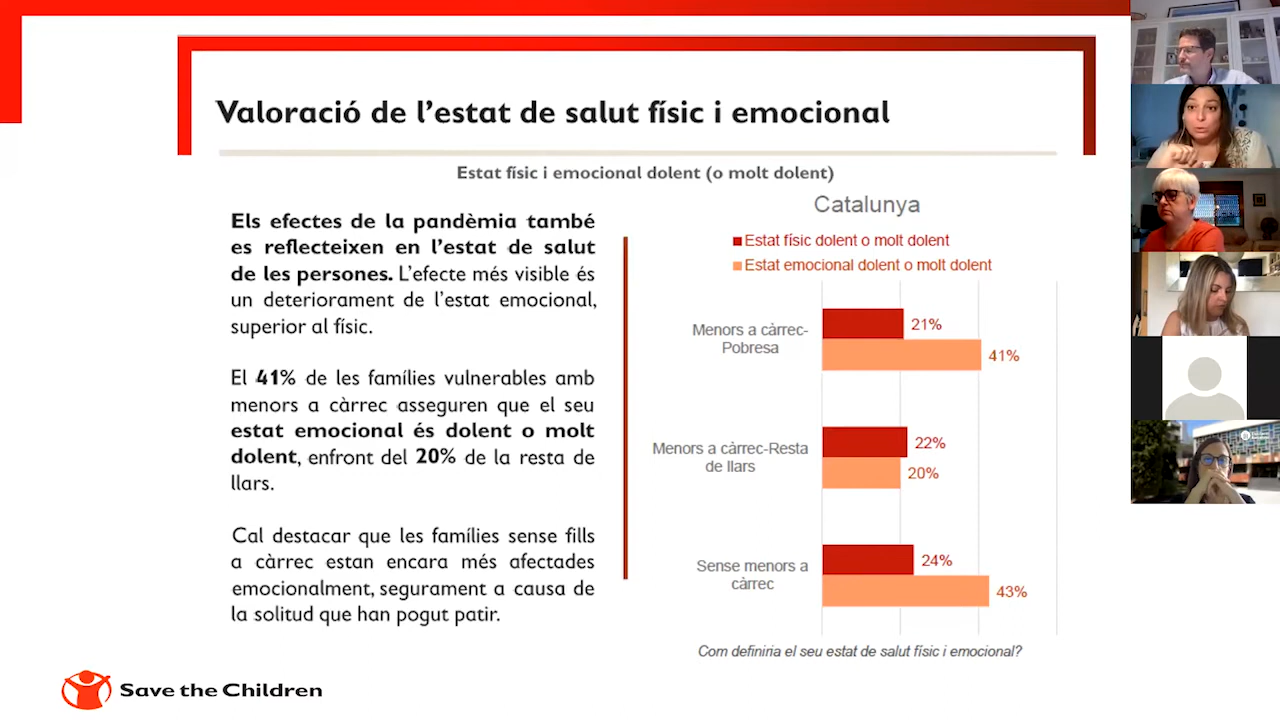 Valoració de l’estat de salut físic i emocional
Estat físic i emocional dolent (o molt dolent)
Els efectes de la pandèmia també
es reflecteixen en l’estat de salut
de les persones. L’efecte més visible és
un deteriorament de l’estat emocional,
superior al físic.
El 41% de les famílies vulnerables amb
menors a càrrec asseguren que el seu
estat emocional és dolent o molt
dolent, enfront del 20% de la resta de
llars.
Cal destacar que les famílies sense fills
a càrrec estan encara més afectades
emocionalment, segurament a causa de
la solitud que han pogut patir.
Catalunya
Estat físic dolent o molt dolent
Estat emocional dolent o molt dolent
Menors a càrrec-
Pobresa
21%
41%
Menors a càrrec-Resta
de llars
22%
20%
Sense menors a
càrrec
24%
43%
Com definiria el seu estat de salut físic i emocional?
Save the Children